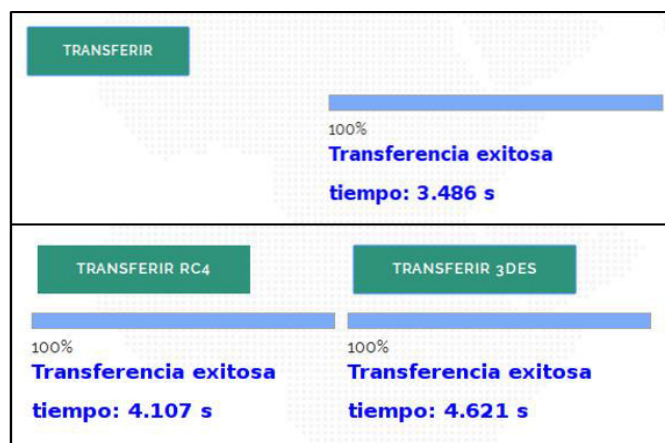 TRANSFERIR
100%
Transferencia exitosa
tiempo: 3.486 s
TRANSFERIR RC4
100%
Transferencia exitosa
tiempo: 4.107 s
TRANSFERIR 3DES
100%
Transferencia exitosa
tiempo: 4.621 s